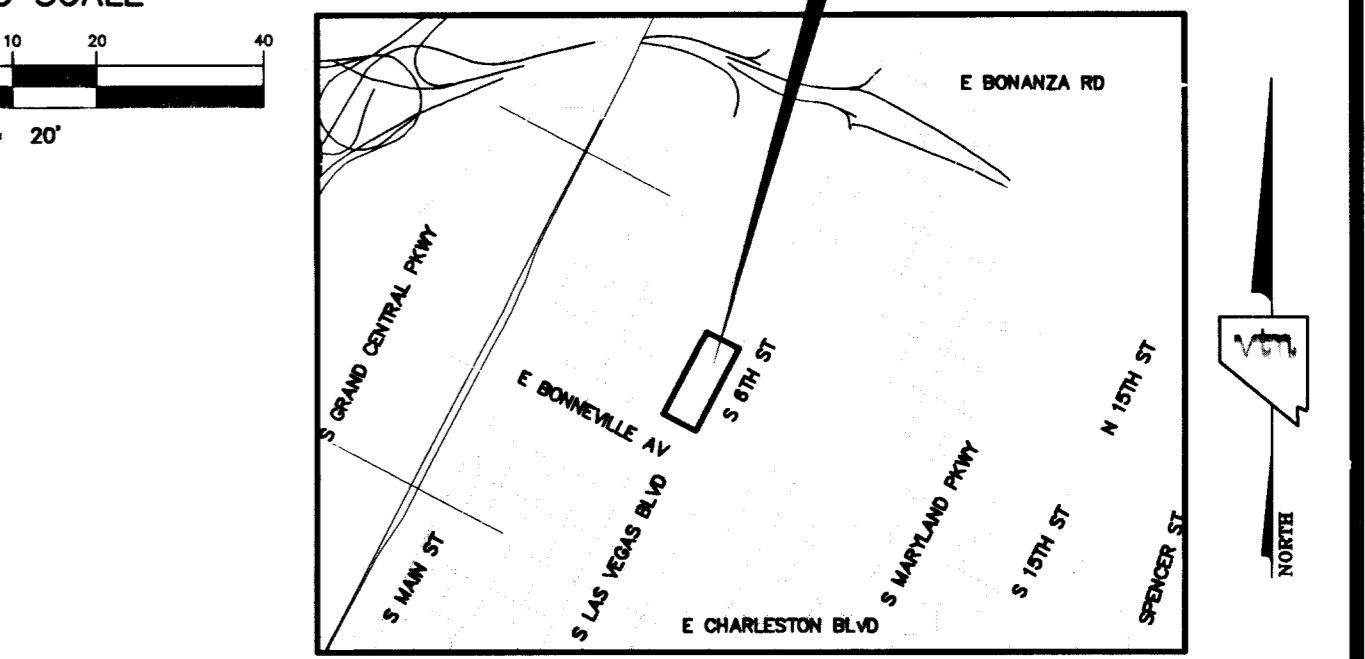 10 20 40
20'
E BONANZA RD
S GRAND CENTRAL PKWY
E BONNEVILLE AV
S 6TH ST
N 15TH ST
S MAIN ST
S LAS VEGAS BLVD
S MARYLAND PKWY
S 15TH ST
SPENCER ST
E CHARLESTON BLVD
vtn
NORTH